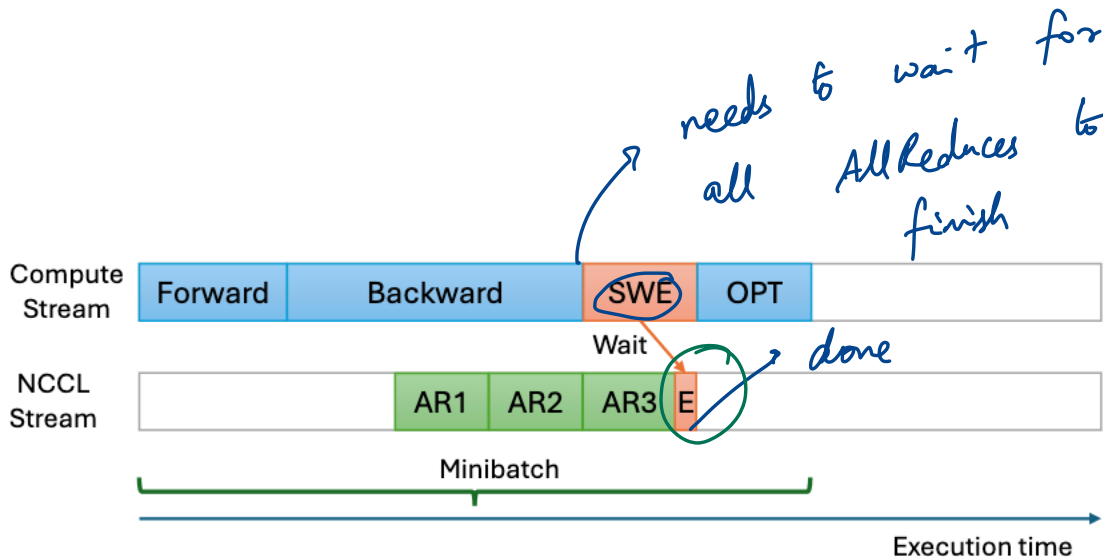 needs to wait for
all AllReduces to
finish
Compute
Stream
Forward
Backward
SWE
OPT
Wait
done
NCCL
Stream
AR1
AR2
AR3
E
Minibatch
Execution time